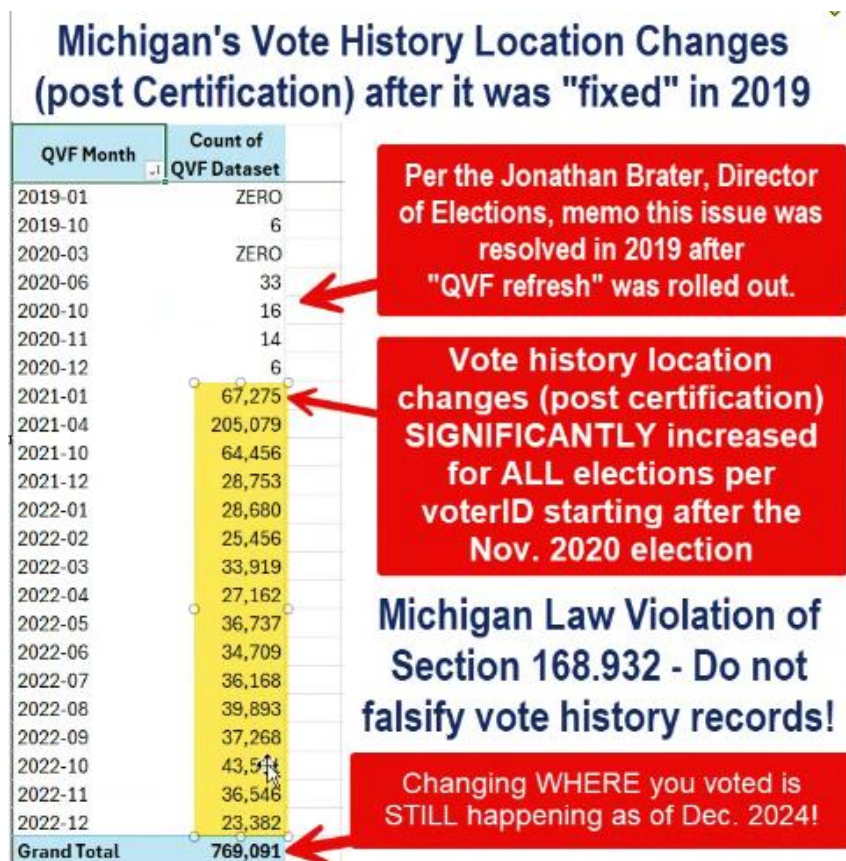 Michigan's Vote History Location Changes
(post Certification) after it was "fixed" in 2019
QVF Month
Count of
QVF Dataset
2019-01 ZERO
2019-10 6
2020-03 ZERO
2020-06 33
2020-10 16
2020-11 14
2020-12 6
2021-01 67,275
2021-04 205,079
2021-10 64,456
2021-12 28,753
2022-01 28,680
2022-02 25,456
2022-03 33,919
2022-04 27,162
2022-05 36,737
2022-06 34,709
2022-07 36,168
2022-08 39,893
2022-09 37,268
2022-10
2022-11 36,546
2022-12 23,382
Grand Total 769,091
Per the Jonathan Brater, Director
of Elections, memo this issue was
resolved in 2019 after
"QVF refresh" was rolled out.
Vote history location
changes (post certification)
SIGNIFICANTLY increased
for ALL elections per
voterID starting after the
Nov. 2020 election
Michigan Law Violation of
Section 168.932 - Do not
falsify vote history records!
Changing WHERE you voted is
STILL happening as of Dec. 2024!